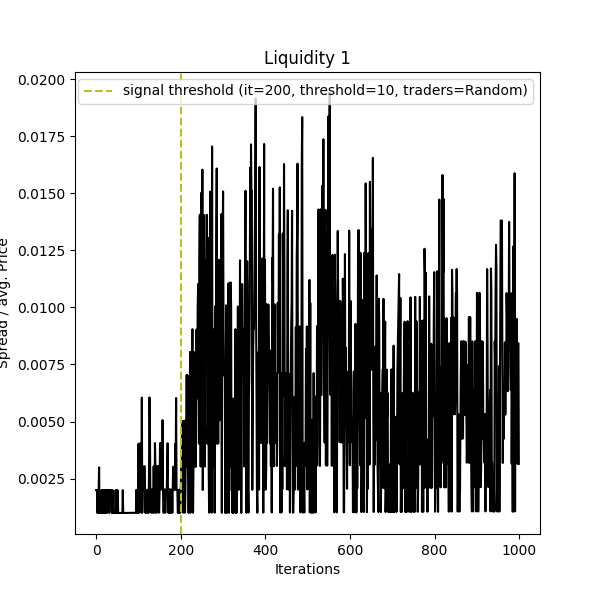 Liquidity 1
signal threshold (it=200, threshold=10, traders=Random)
Spread / avg. Price
0.0200
0.0175
0.0150
0.0125
0.0100
0.0075
0.0050
0.0025
0 200 400 600 800 1000
Iterations